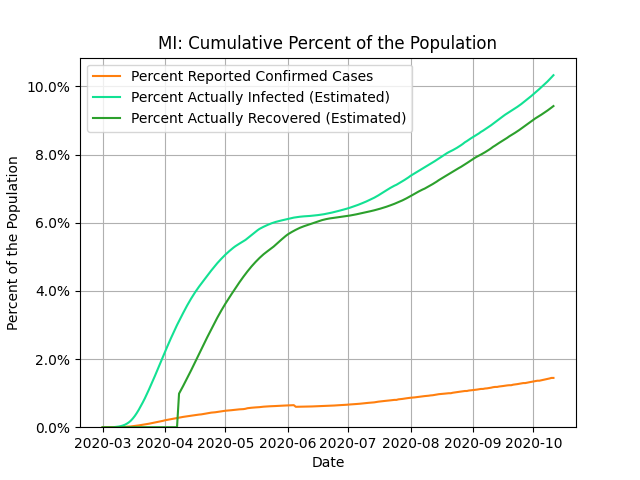 MI: Cumulative Percent of the Population
Percent Reported Confirmed Cases
Percent Actually Infected (Estimated)
Percent Actually Recovered (Estimated)
Percent of the Population
10.0%
8.0%
6.0%
4.0%
2.0%
0.0%
2020-03 2020-04 2020-05 2020-06 2020-07 2020-08 2020-09 2020-10
Date